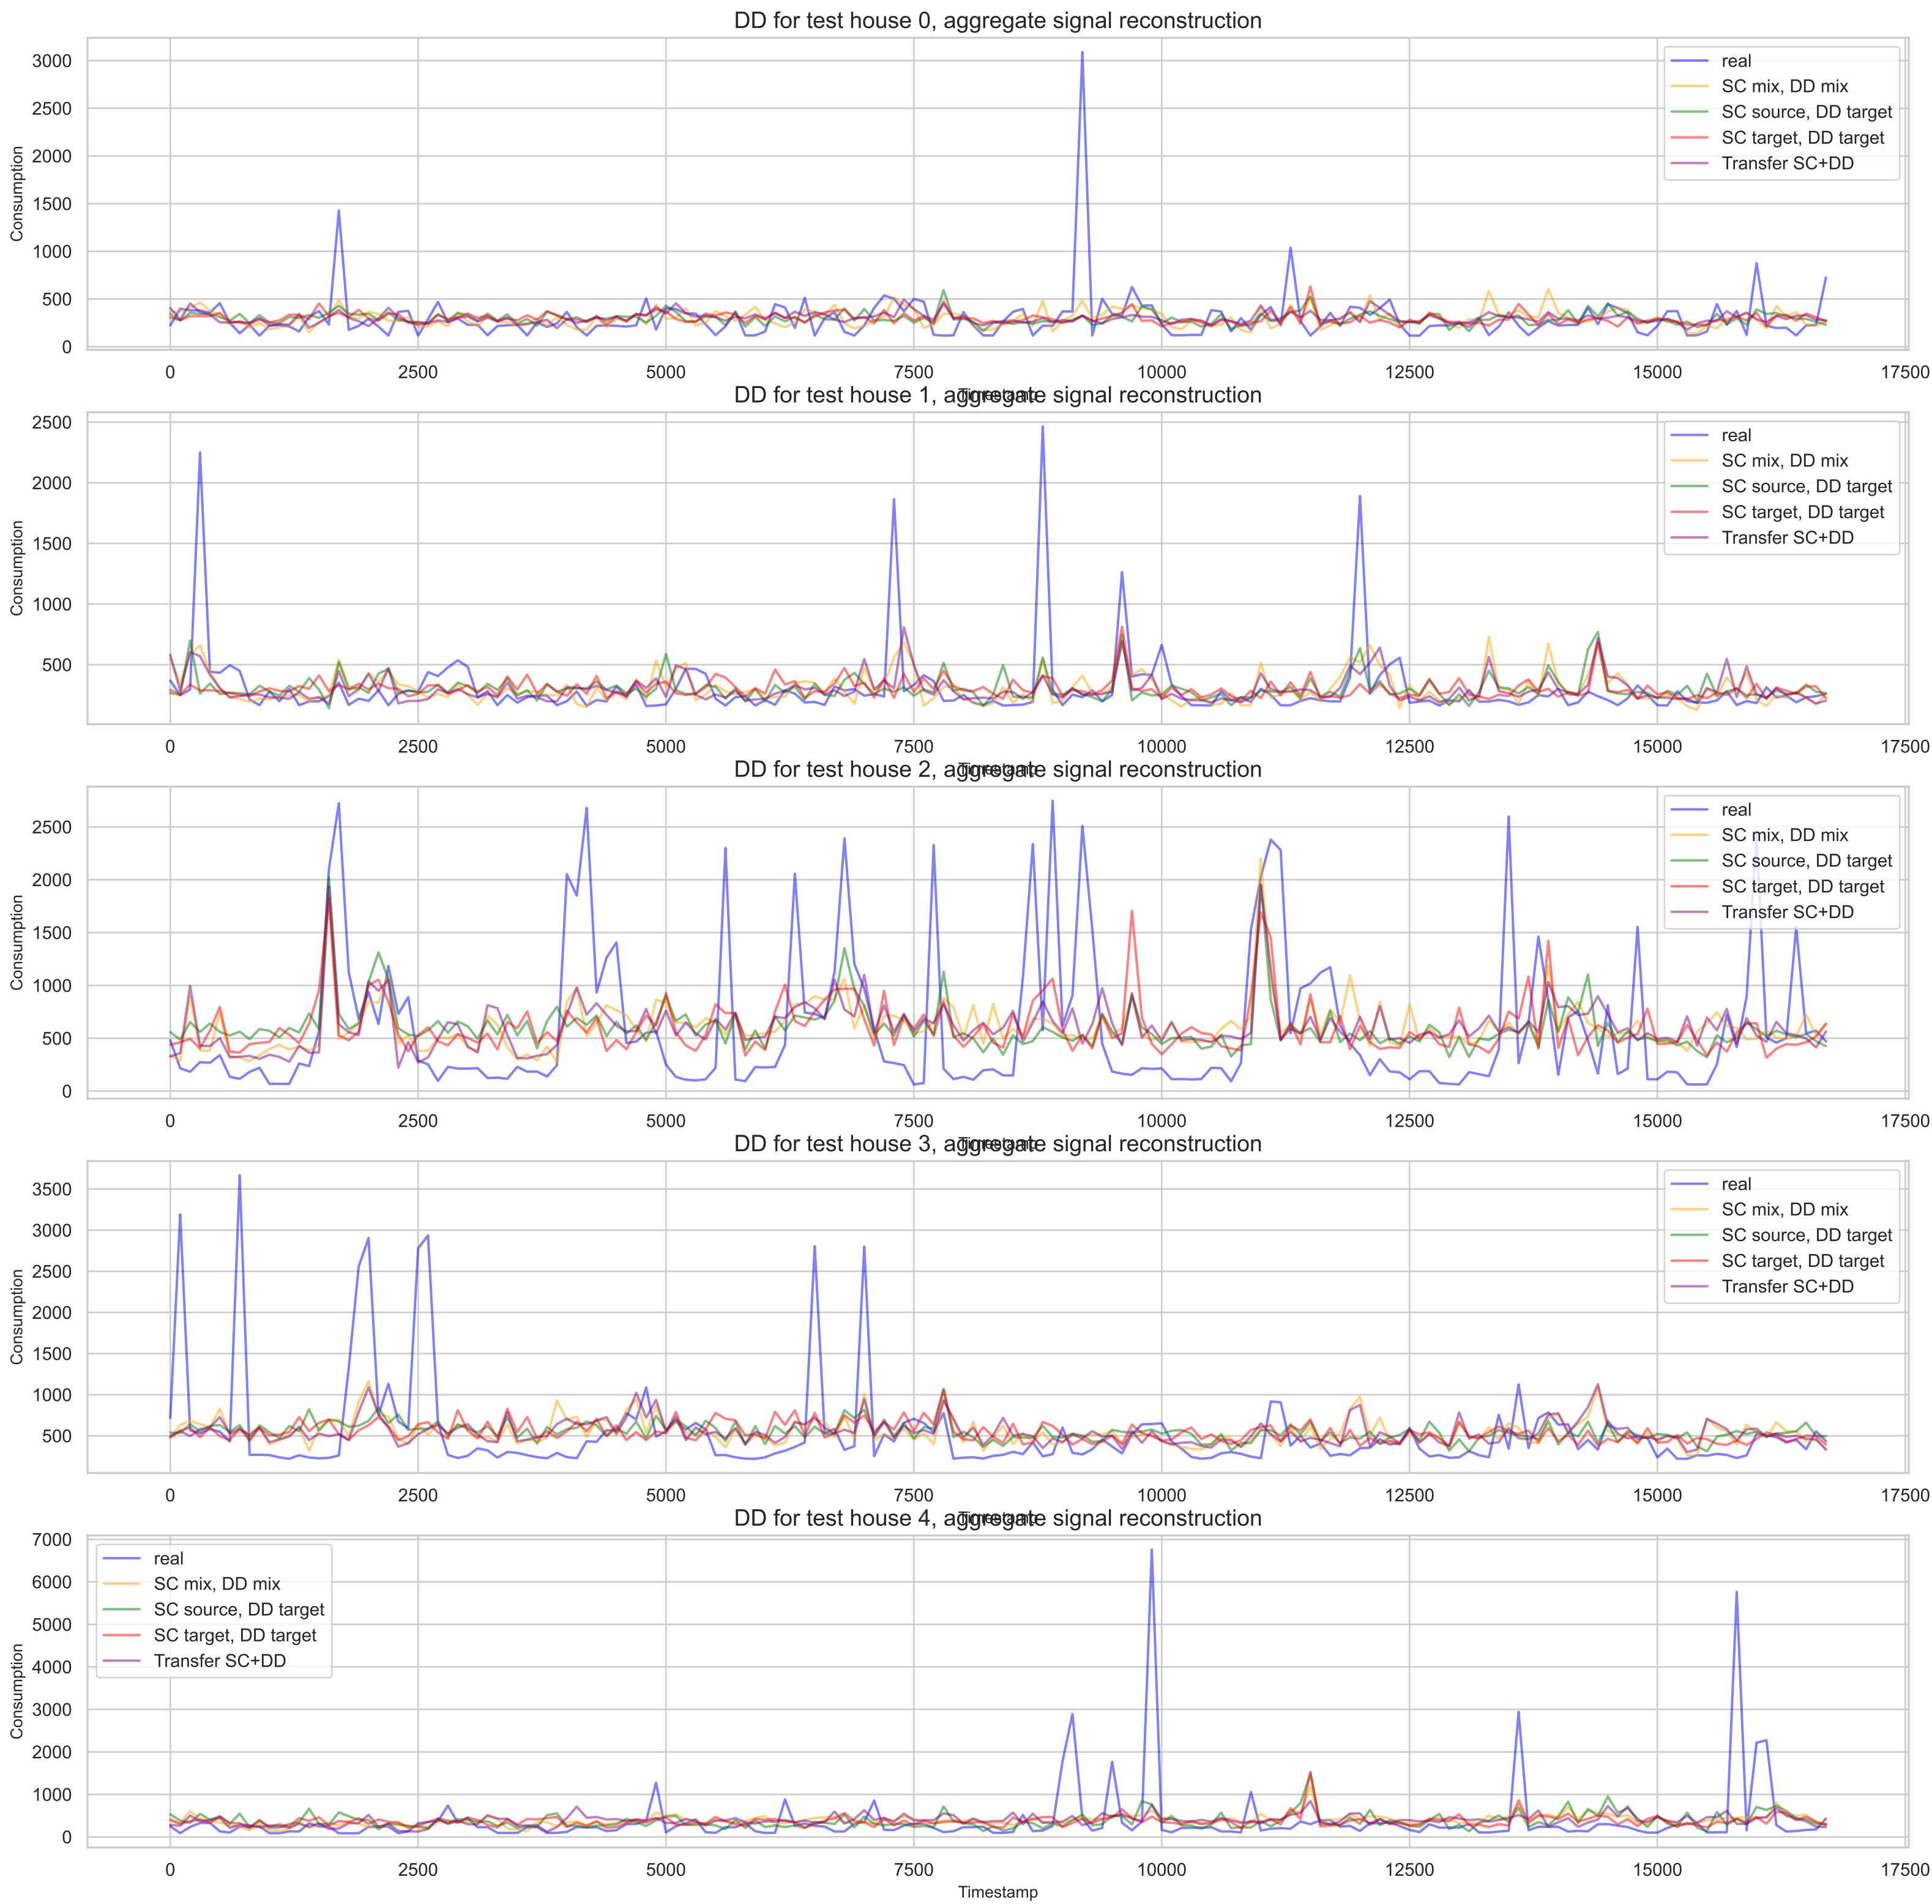 DD for test house 0, aggregate signal reconstruction
3000
2500
2000
1500
1000
500
0
Consumption
real
SC mix, DD mix
SC source, DD target
SC target, DD target
Transfer SC+DD
0 2500 5000 7500 10000 12500 15000 17500
Timestamp
DD for test house 1, aggregate signal reconstruction
2500
2000
1500
1000
500
Consumption
real
SC mix, DD mix
SC source, DD target
SC target, DD target
Transfer SC+DD
0 2500 5000 7500 10000 12500 15000 17500
Timestamp
DD for test house 2, aggregate signal reconstruction
2500
2000
1500
1000
500
0
Consumption
real
SC mix, DD mix
SC source, DD target
SC target, DD target
Transfer SC+DD
0 2500 5000 7500 10000 12500 15000 17500
Timestamp
DD for test house 3, aggregate signal reconstruction
3500
3000
2500
2000
1500
1000
500
Consumption
real
SC mix, DD mix
SC source, DD target
SC target, DD target
Transfer SC+DD
0 2500 5000 7500 10000 12500 15000 17500
Timestamp
DD for test house 4, aggregate signal reconstruction
7000
6000
5000
4000
3000
2000
1000
0
Consumption
real
SC mix, DD mix
SC source, DD target
SC target, DD target
Transfer SC+DD
0 2500 5000 7500 10000 12500 15000 17500
Timestamp